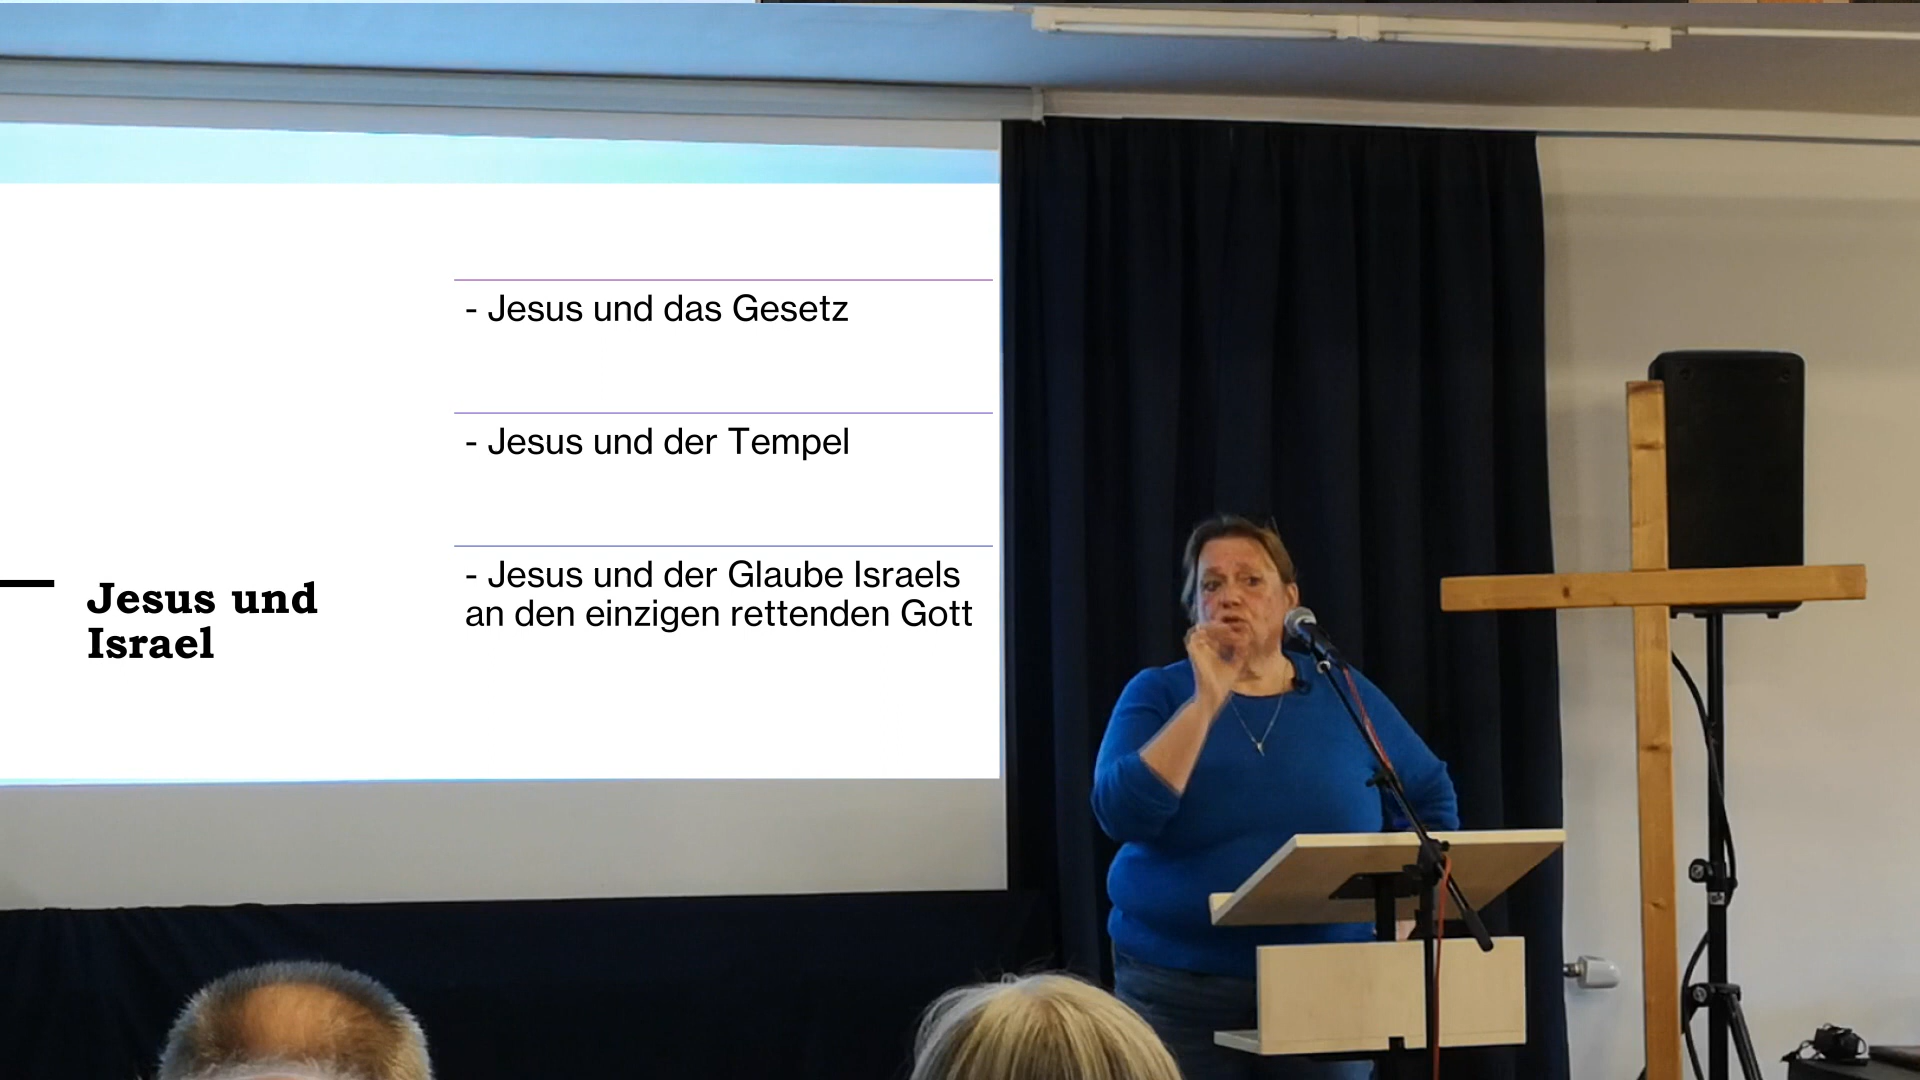 Jesus und
Israel
- Jesus und das Gesetz
- Jesus und der Tempel
- Jesus und der Glaube Israels
an den einzigen rettenden Gott